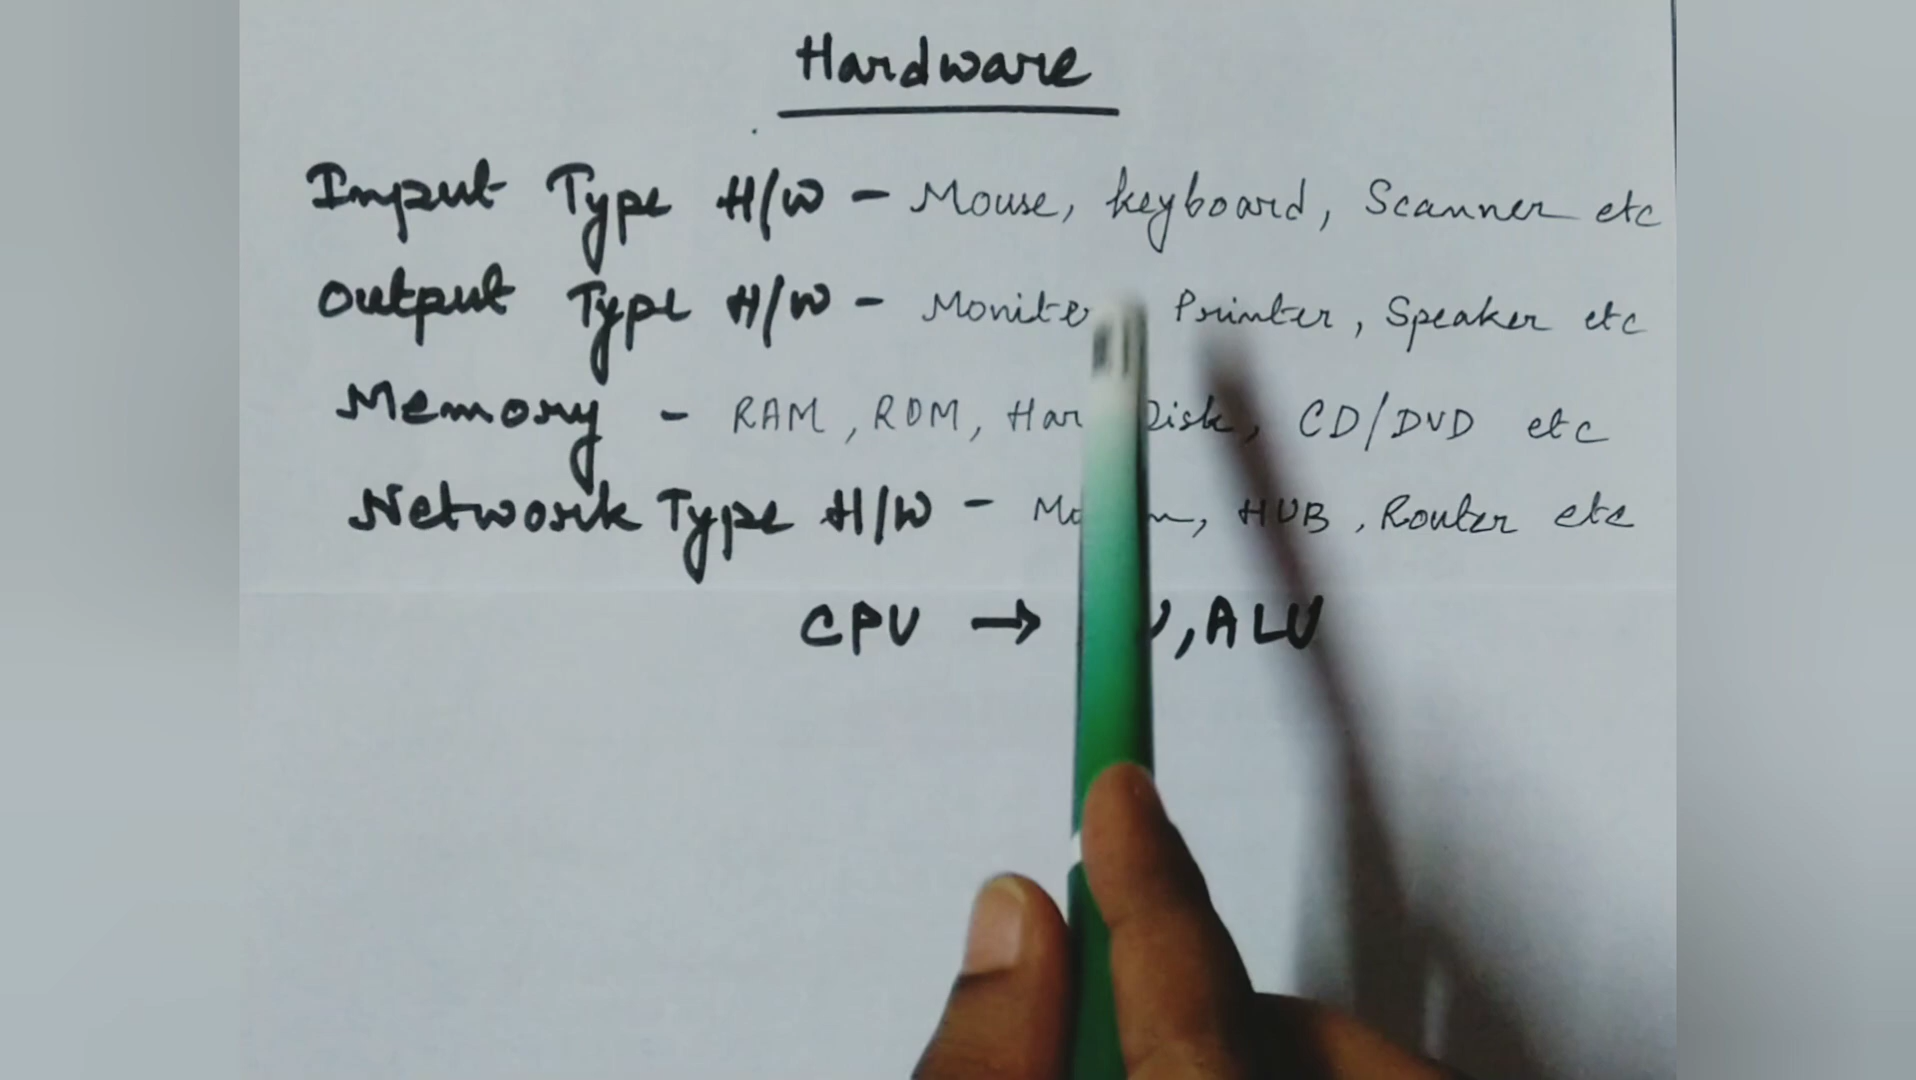 Hardware
Input Type H/W - Mouse, keyboard, Scanner etc
Output Type H/W - Printer, Speaker etc
Memory - RAM, ROM, CD/DVD etc
Network Type H/W - HUB, Router etc
CPU → , ALU